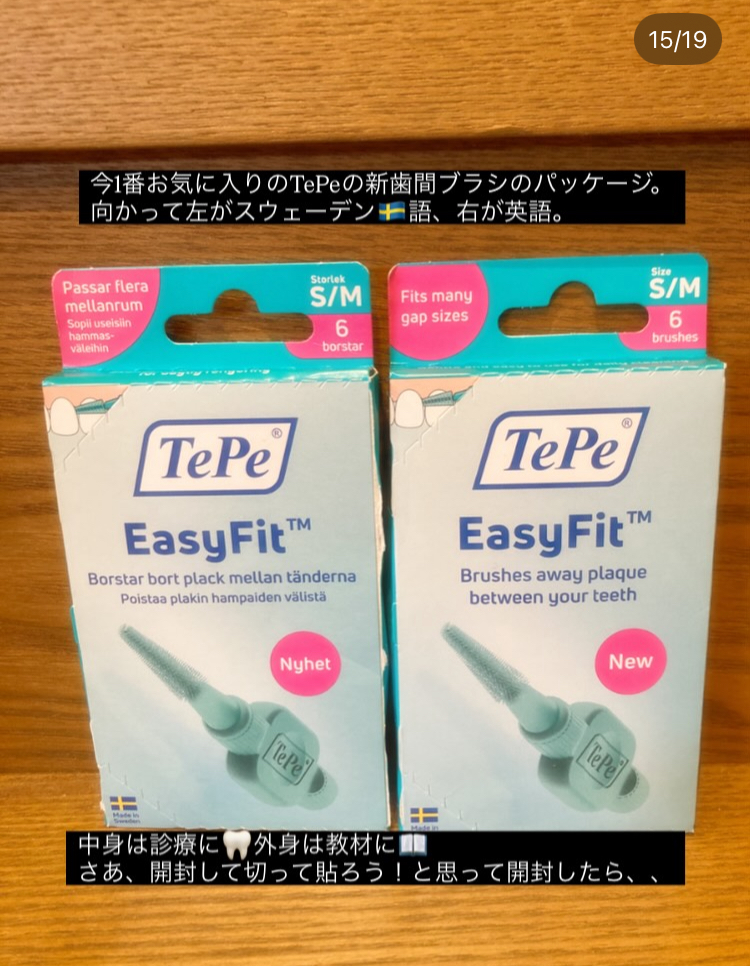 15/19
今1番お気に入りのTePeの新歯間ブラシのパッケージ。
向かって左がスウェーデン🇸🇪語、右が英語。
Passar flera
mellanrum
Sopii useisiin
hammas-
väleihin
Storlek
S/M
6
borstar
TePe®
EasyFit™
Borstar bort plack mellan tänderna
Poistaa plakin hampaiden välistä
Nyhet
TePe
Made in
Sweden
Fits many
gap sizes
Size
S/M
6
brushes
TePe®
EasyFit™
Brushes away plaque
between your teeth
New
TePe
Made in
中身は診療に🦷外身は教材に📖
さあ、開封して切って貼ろう！と思って開封したら、、